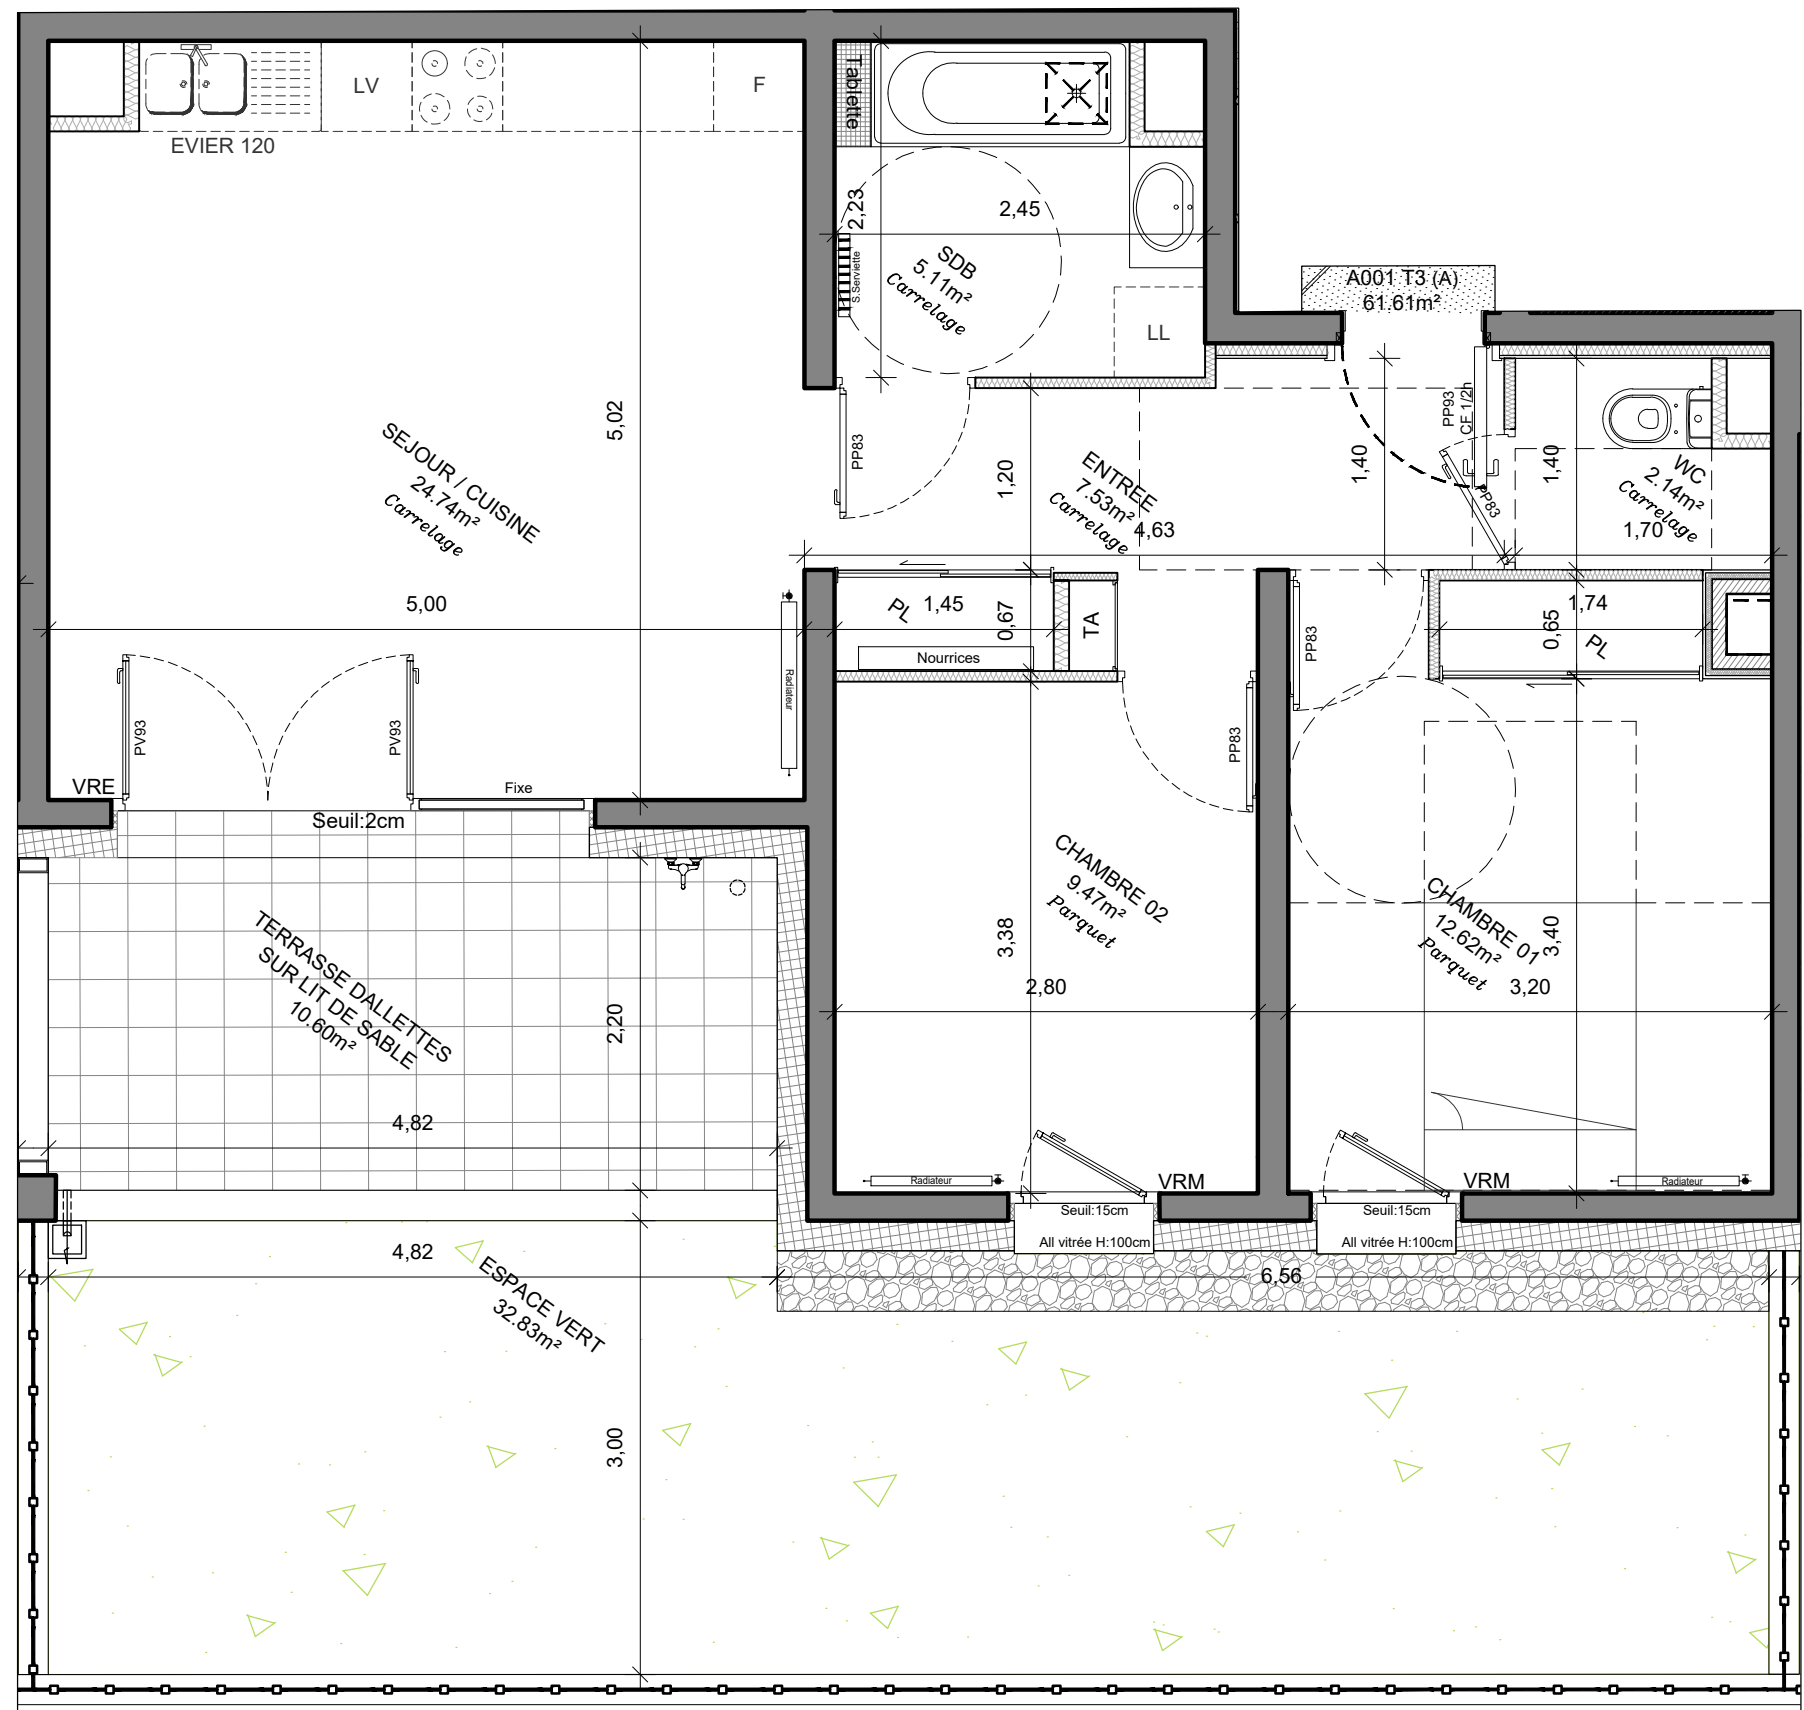 LV
F
EVIER 120
Tablette
2,23
2,45
S.Serviette
SDB
5.11m²
Carrelage
LL
A001 T3 (A)
61.61m²
SEJOUR / CUISINE
24.74m²
Carrelage
5,02
5,00
PP83
1,20
ENTREE
7.53m²
Carrelage
4,63
1,40
PP93
CF 1/2h
PP83
1,40
WC
2.14m²
Carrelage
1,70
PL
1,45
0,67
TA
Nourrices
PP83
1,74
0,65
PL
Radiateur
PV93
PV93
VRE
Fixe
Seuil:2cm
PP83
CHAMBRE 02
9.47m²
Parquet
3,38
2,80
CHAMBRE 01
12.62m²
Parquet
3,40
3,20
TERRASSE DALLETTES
SUR LIT DE SABLE
10.60m²
2,20
4,82
Radiateur
VRM
Seuil:15cm
All vitrée H:100cm
VRM
Radiateur
Seuil:15cm
All vitrée H:100cm
4,82
6,56
ESPACE VERT
32.83m²
3,00